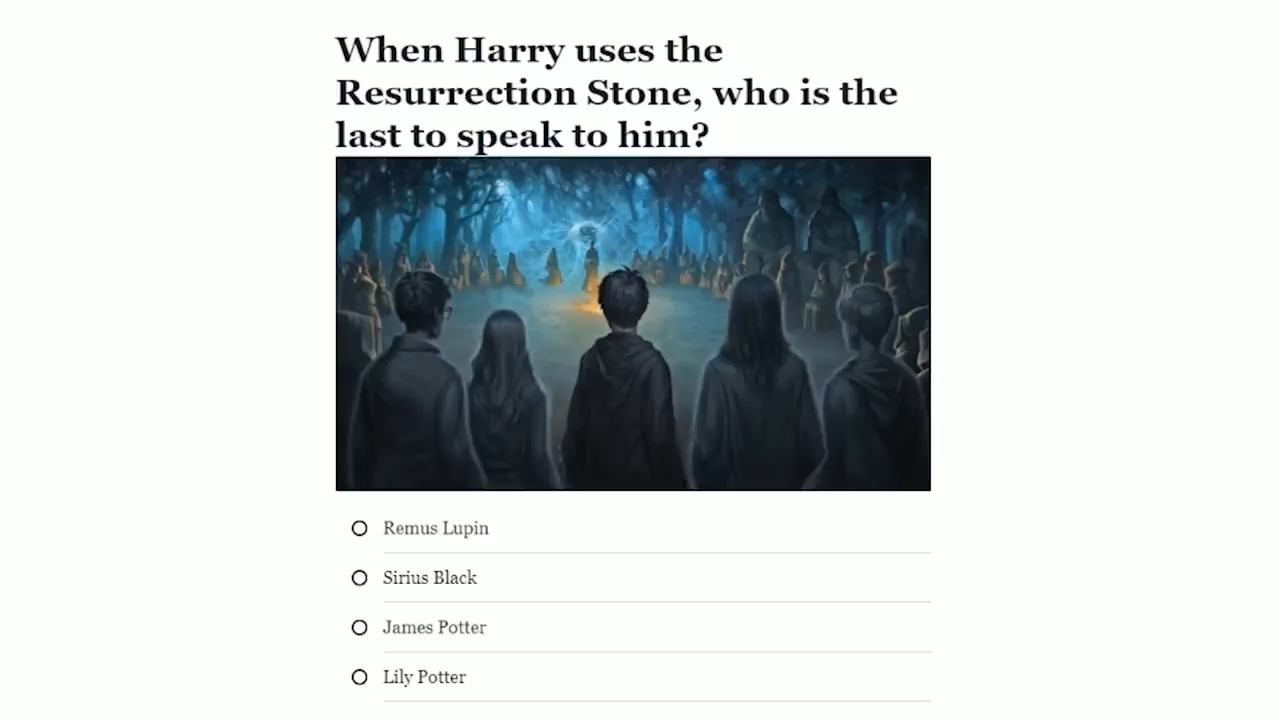 When Harry uses the
Resurrection Stone, who is the
last to speak to him?
Remus Lupin
Sirius Black
James Potter
Lily Potter